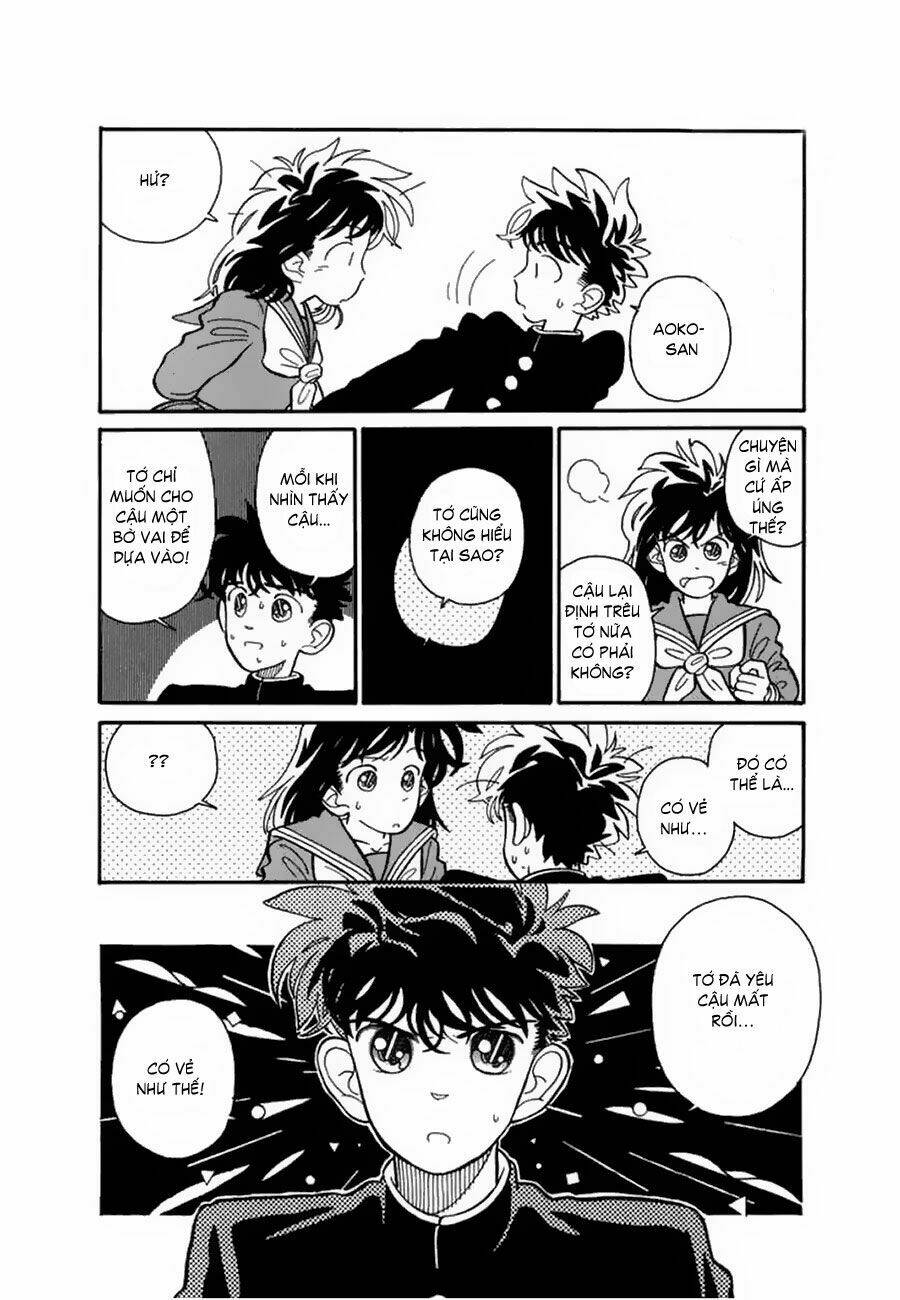 AOKO-
SAN
HỬ?
CHUYỆN
GÌ MÀ
CỨ ẤP
ÚNG
THẾ?
CẬU LẠI
ĐỊNH TRÊU
TỚ NỮA
CÓ PHẢI
KHÔNG?
TỚ CŨNG
KHÔNG HIỂU
TẠI SAO?
MỖI KHI
NHÌN THẤY
CẬU...
TỚ CHỈ
MUỐN CHO
CẬU MỘT
BỜ VAI ĐỂ
DỰA VÀO!
ĐÓ CÓ
THỂ LÀ...
CÓ VẺ
NHƯ...
??
TỚ ĐÃ YÊU
CẬU MẤT
RỒI...
CÓ VẺ
NHƯ THẾ!